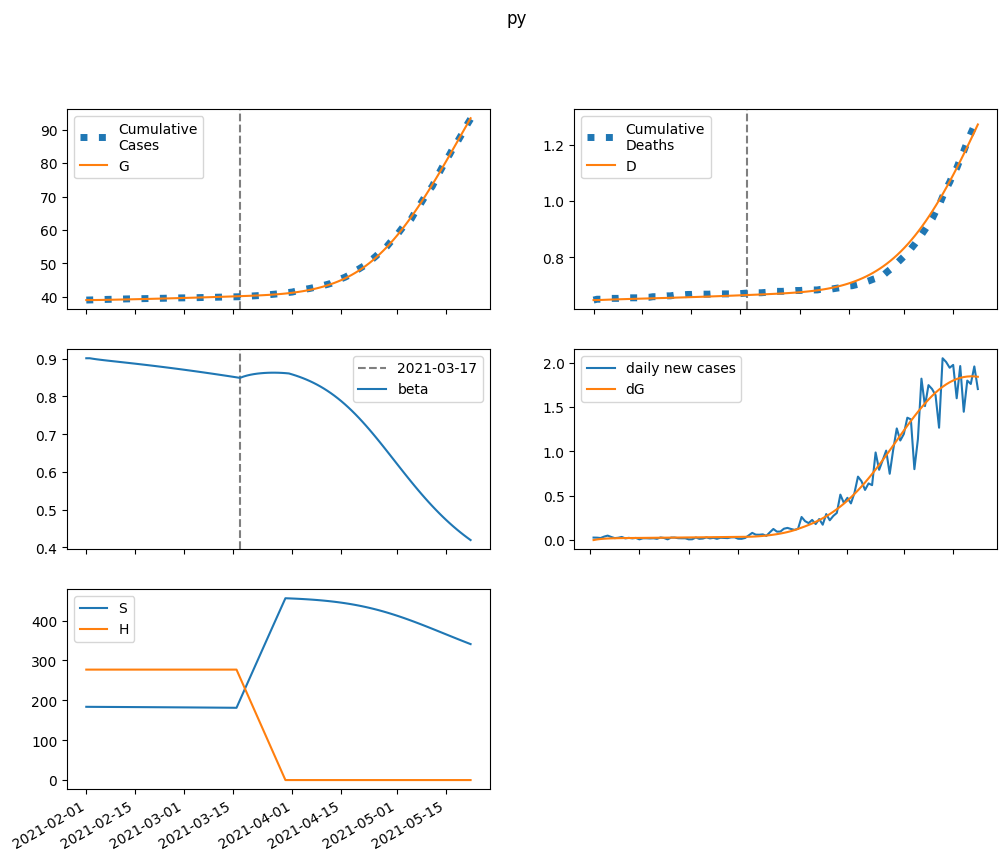 py
Cumulative
Cases
G
90
80
70
60
50
40
Cumulative
Deaths
D
1.2
1.0
0.8
2021-03-17
beta
0.9
0.8
0.7
0.6
0.5
0.4
daily new cases
dG
2.0
1.5
1.0
0.5
0.0
S
H
400
300
200
100
0
2021-02-01
2021-02-15
2021-03-01
2021-03-15
2021-04-01
2021-04-15
2021-05-01
2021-05-15